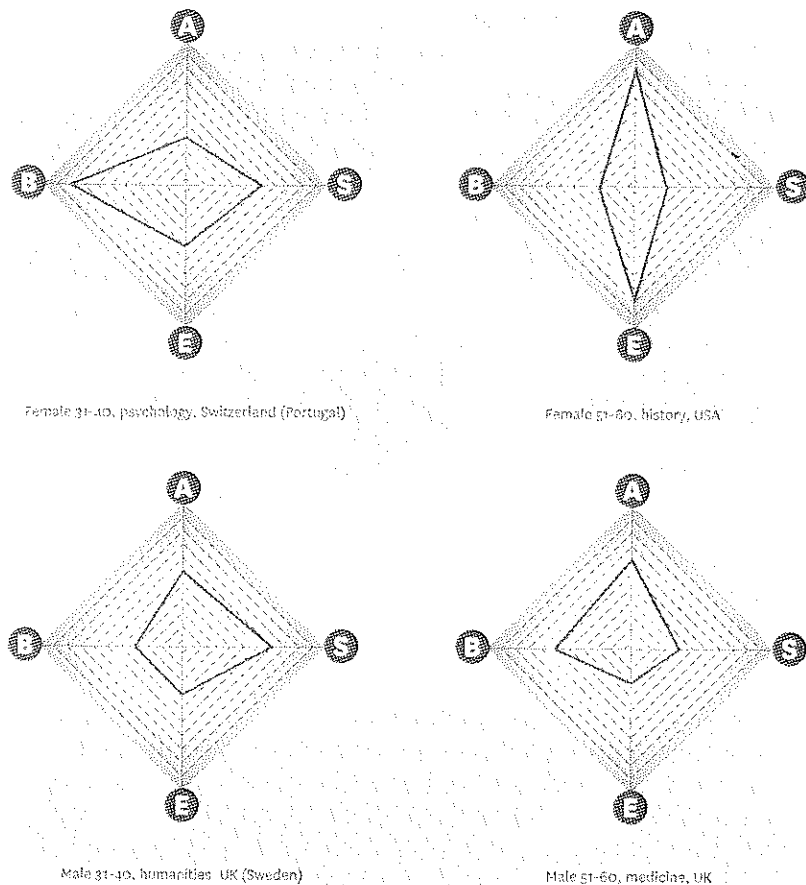 A
A
B
S
B
S
E
E
Female 31-40, psychology, Switzerland (Portugal)
Female 51-60, history, USA
A
A
B
S
B
S
E
E
Male 31-40, humanities, UK (Sweden)
Male 51-60, medicine, UK